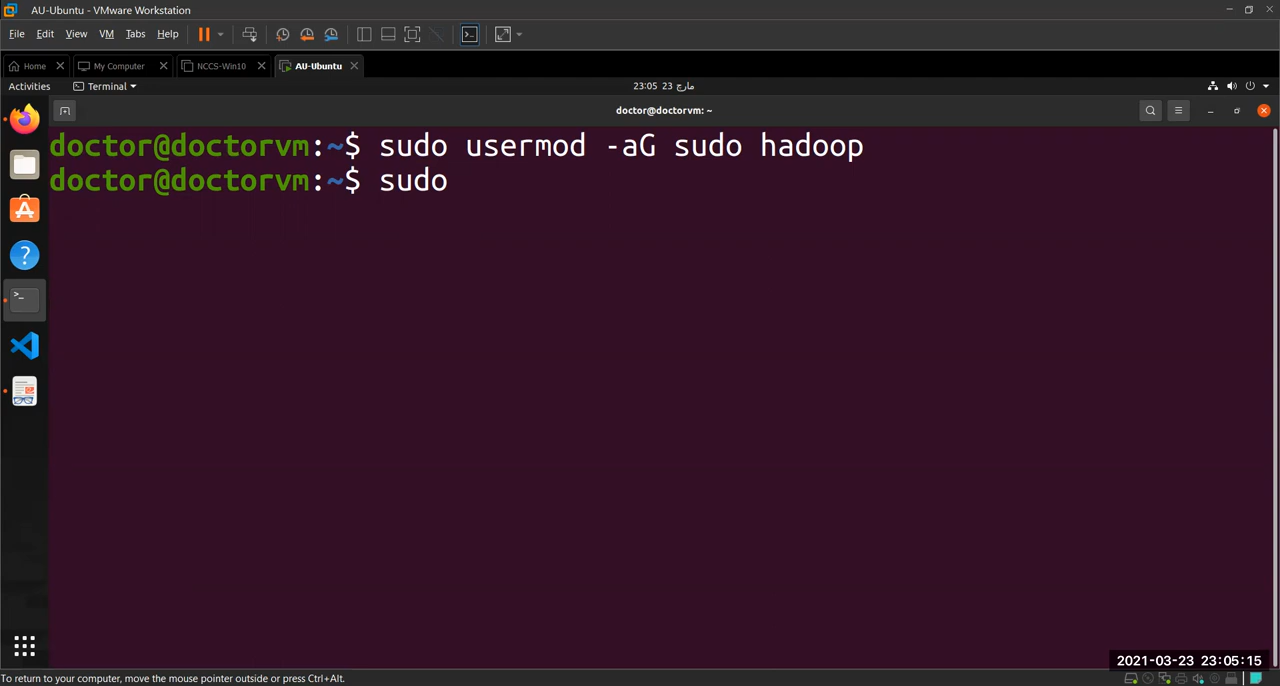 AU-Ubuntu - VMware Workstation
File Edit View VM Tabs Help
Home My Computer NCCS-Win10 AU-Ubuntu
Activities Terminal 23:05 23 مارچ
doctor@doctorvm: ~
doctor@doctorvm:~$ sudo usermod -aG sudo hadoop
doctor@doctorvm:~$ sudo
2021-03-23 23:05:15
To return to your computer, move the mouse pointer outside or press Ctrl+Alt.